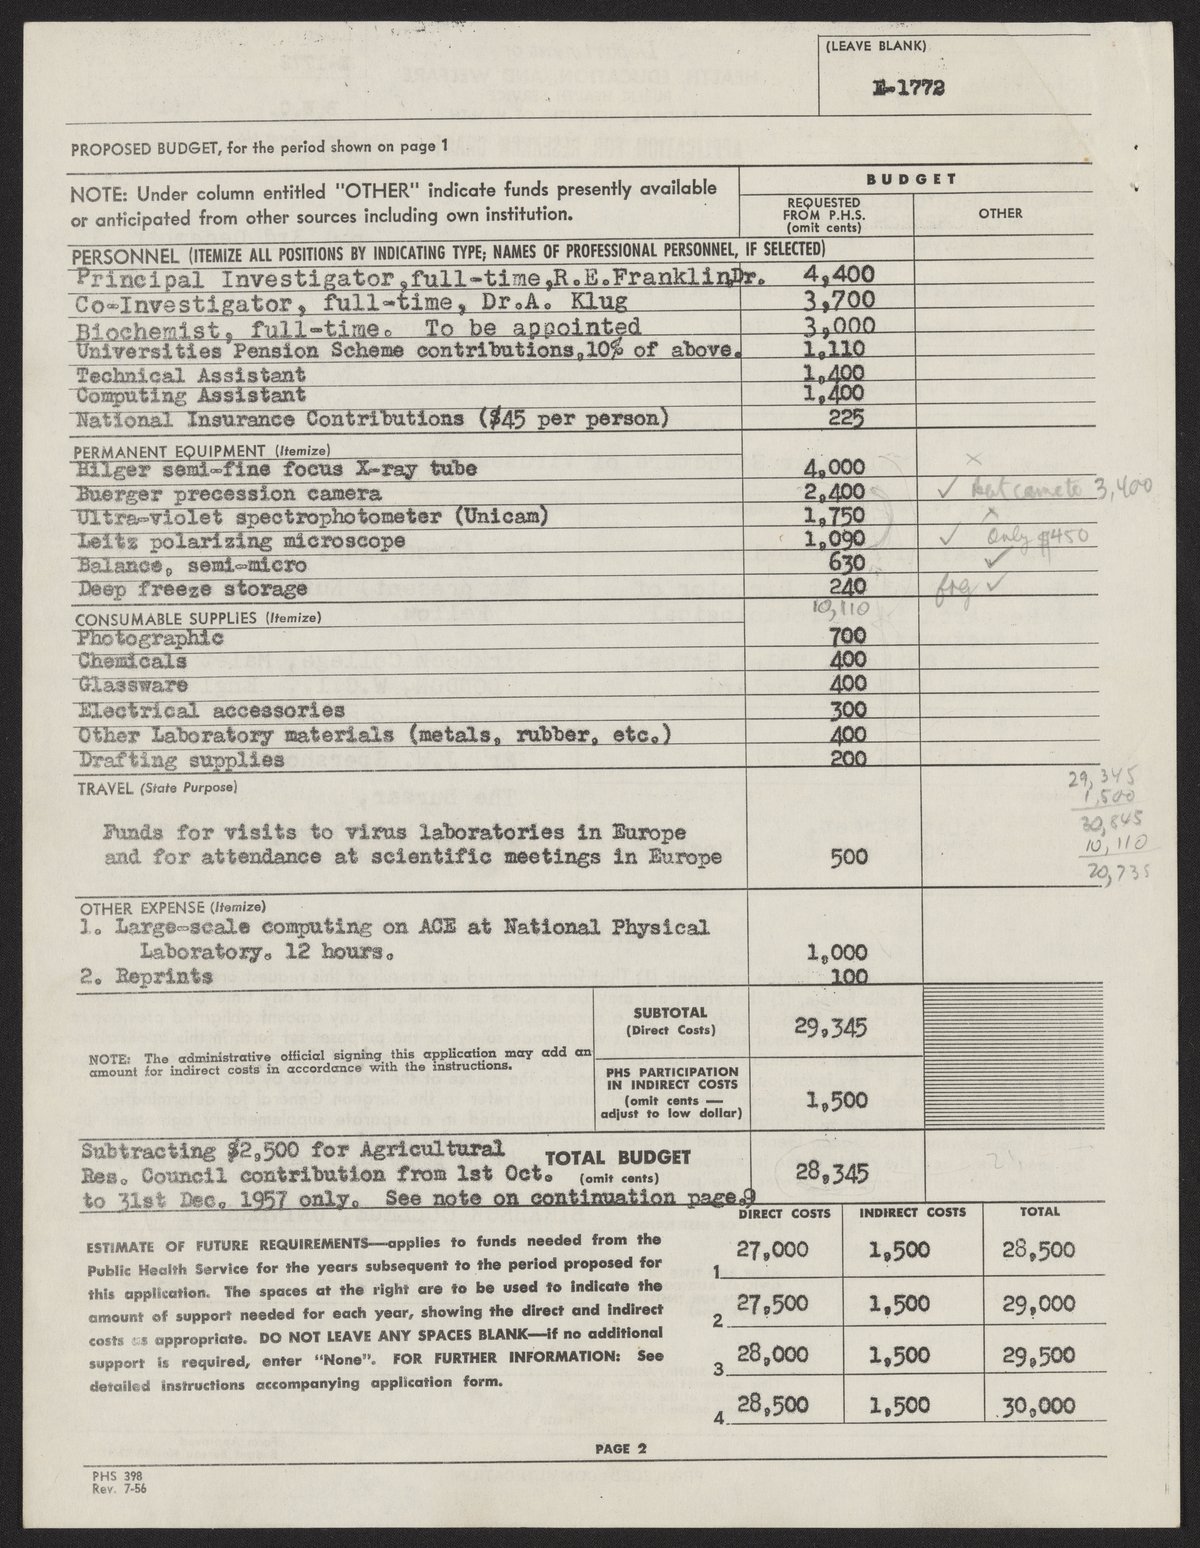 (LEAVE BLANK)
E-1772
PROPOSED BUDGET, for the period shown on page 1
NOTE: Under column entitled "OTHER" indicate funds presently available
or anticipated from other sources including own institution.
BUDGET
REQUESTED
FROM P.H.S.
(omit cents)
OTHER
PERSONNEL (ITEMIZE ALL POSITIONS BY INDICATING TYPE; NAMES OF PROFESSIONAL PERSONNEL, IF SELECTED)
Principal Investigator,full-time,R.E.Franklin,Dr. 4,400
Co-Investigator, full-time, Dr.A. Klug 3,700
Biochemist, full-time. To be appointed 3,000
Universities Pension Scheme contributions,10% of above. 1,110
Technical Assistant 1,400
Computing Assistant 1,400
National Insurance Contributions ($45 per person) 225
PERMANENT EQUIPMENT (Itemize)
Hilger semi-fine focus X-ray tube 4,000 x
Buerger precession camera 2,400 ✓ but came to 3,400
Ultra-violet spectrophotometer (Unicam) 1,750 x
Leitz polarizing microscope 1,090 ✓ Only $450
Balance, semi-micro 630 ✓
Deep freeze storage 240 ✓
10,110
CONSUMABLE SUPPLIES (Itemize)
Photographic 700
Chemicals 400
Glassware 400
Electrical accessories 300
Other Laboratory materials (metals, rubber, etc.) 400
Drafting supplies 200
TRAVEL (State Purpose)
29,345
1,500
30,845
10,110
20,735
Funds for visits to virus laboratories in Europe
and for attendance at scientific meetings in Europe 500
OTHER EXPENSE (Itemize)
1. Large-scale computing on ACE at National Physical
Laboratory. 12 hours. 1,000
2. Reprints 100
SUBTOTAL
(Direct Costs) 29,345
NOTE: The administrative official signing this application may add an
amount for indirect costs in accordance with the instructions.
PHS PARTICIPATION
IN INDIRECT COSTS
(omit cents —
adjust to low dollar) 1,500
Subtracting $2,500 for Agricultural
Res. Council contribution from 1st Oct.
to 31st Dec. 1957 only. See note on continuation page.9
TOTAL BUDGET
(omit cents) 28,345
DIRECT COSTS INDIRECT COSTS TOTAL
ESTIMATE OF FUTURE REQUIREMENTS—applies to funds needed from the
Public Health Service for the years subsequent to the period proposed for
this application. The spaces at the right are to be used to indicate the
amount of support needed for each year, showing the direct and indirect
costs as appropriate. DO NOT LEAVE ANY SPACES BLANK—if no additional
support is required, enter "None". FOR FURTHER INFORMATION: See
detailed instructions accompanying application form.
1 27,000 1,500 28,500
2 27,500 1,500 29,000
3 28,000 1,500 29,500
4 28,500 1,500 30,000
PAGE 2
PHS 398
Rev. 7-56